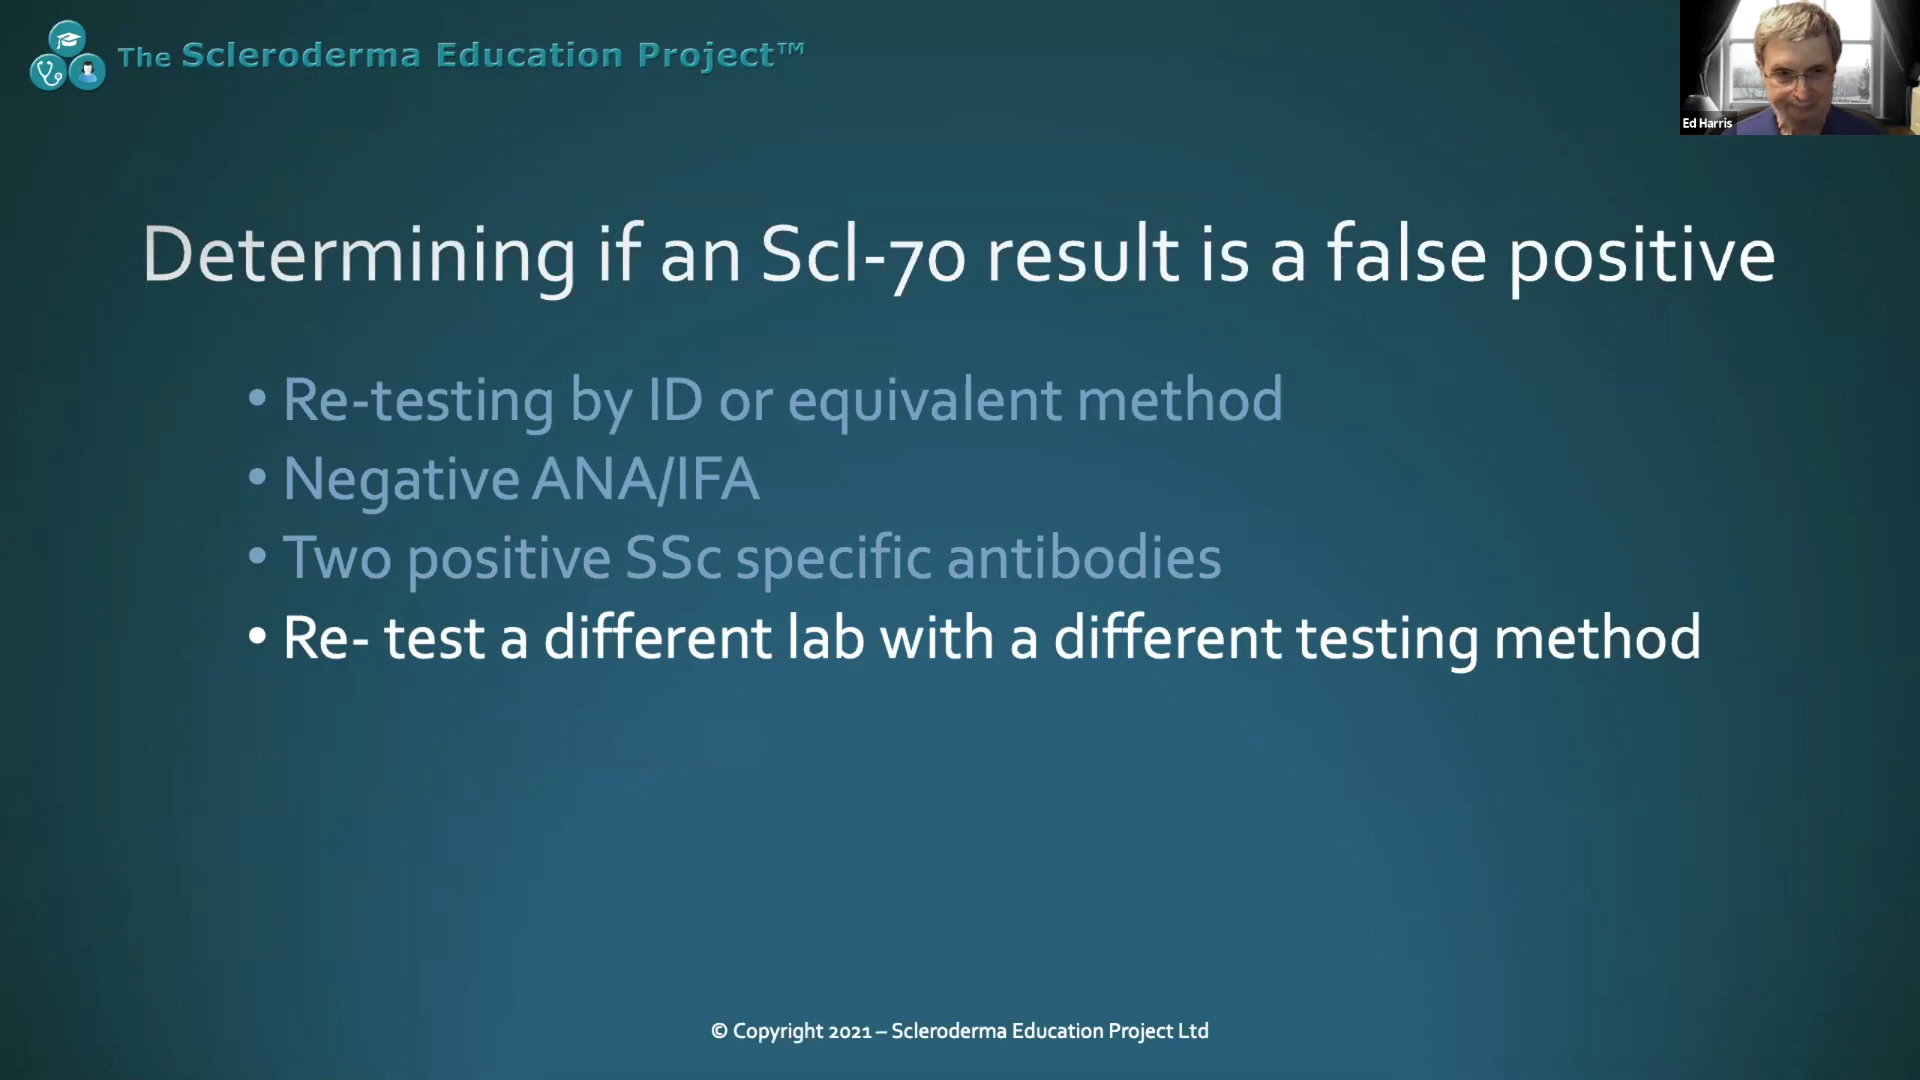 The Scleroderma Education Project™
Ed Harris
Determining if an Scl-70 result is a false positive
• Re-testing by ID or equivalent method
• Negative ANA/IFA
• Two positive SSc specific antibodies
• Re- test a different lab with a different testing method
© Copyright 2021 – Scleroderma Education Project Ltd